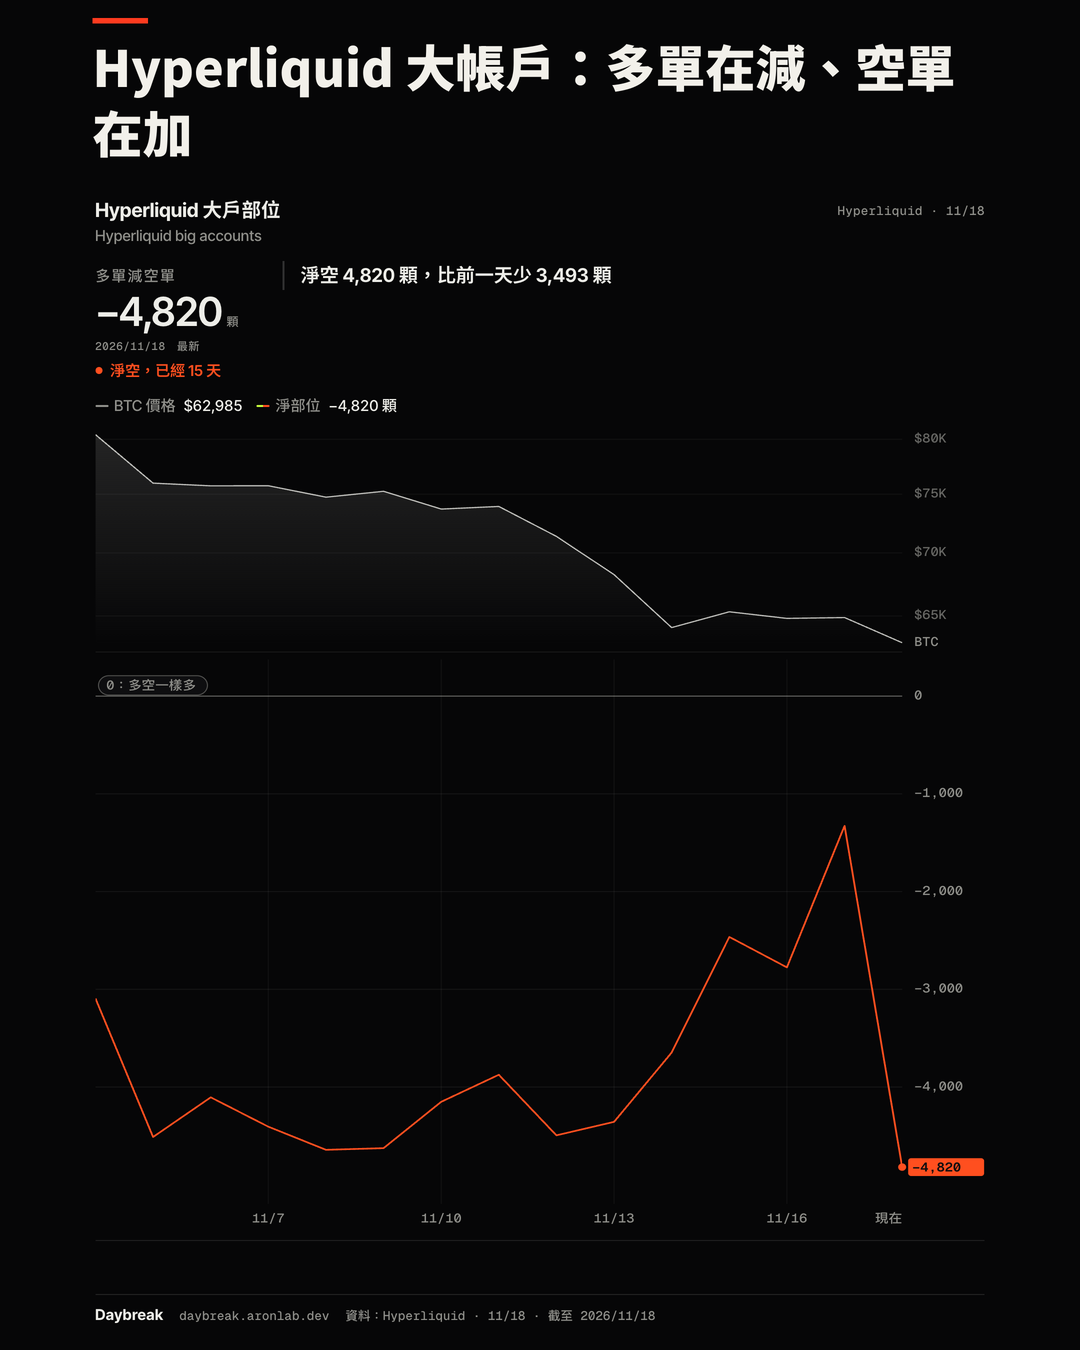 Hyperliquid 大帳戶：多單在減、空單
在加
Hyperliquid 大戶部位
Hyperliquid · 11/18
Hyperliquid big accounts
多單減空單
淨空 4,820 顆，比前一天少 3,493 顆
−4,820 顆
2026/11/18 最新
淨空，已經 15 天
BTC 價格 $62,985 淨部位 −4,820 顆
$80K
$75K
$70K
$65K
BTC
0：多空一樣多
0
−1,000
−2,000
−3,000
−4,000
−4,820
11/7 11/10 11/13 11/16 現在
Daybreak daybreak.aronlab.dev 資料：Hyperliquid · 11/18 · 截至 2026/11/18